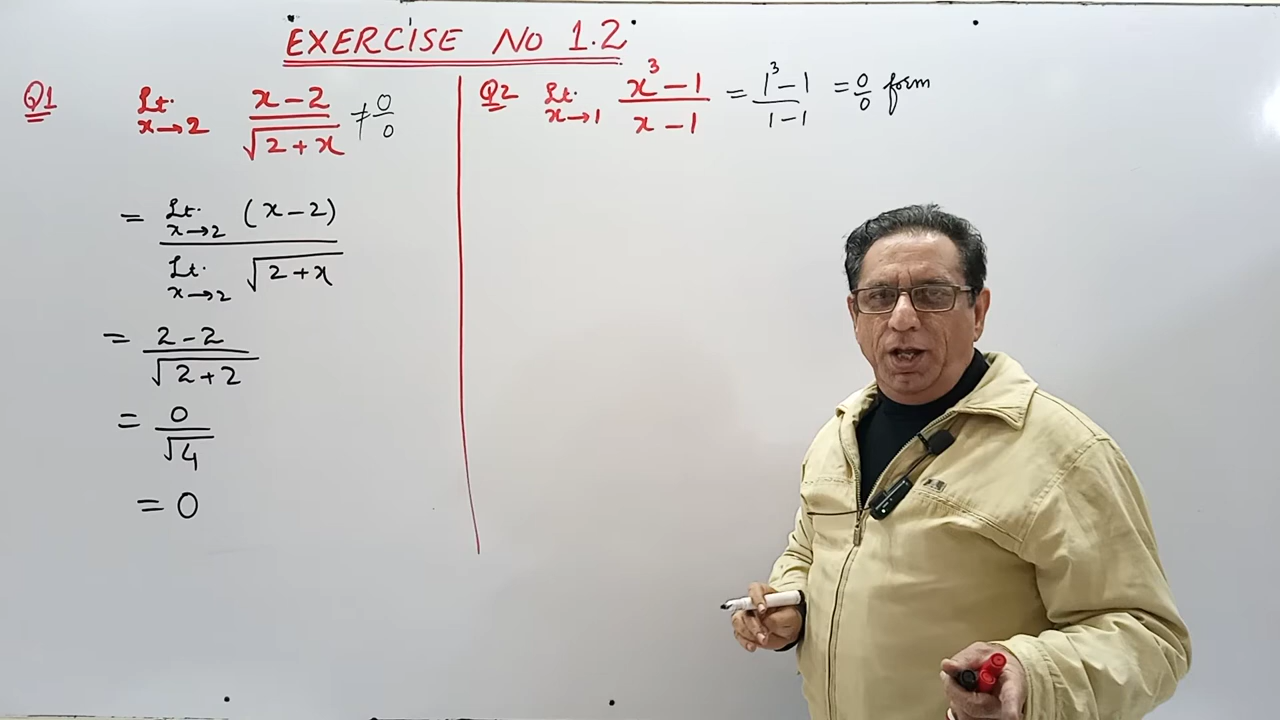 EXERCISE NO 1.2
Q1 Lt. x→2 x-2 / √2+x ≠ 0/0
= Lt. x→2 (x-2) / Lt. x→2 √2+x
= 2-2 / √2+2
= 0 / √4
= 0
Q2 Lt. x→1 x³-1 / x-1 = 1³-1 / 1-1 = 0/0 form